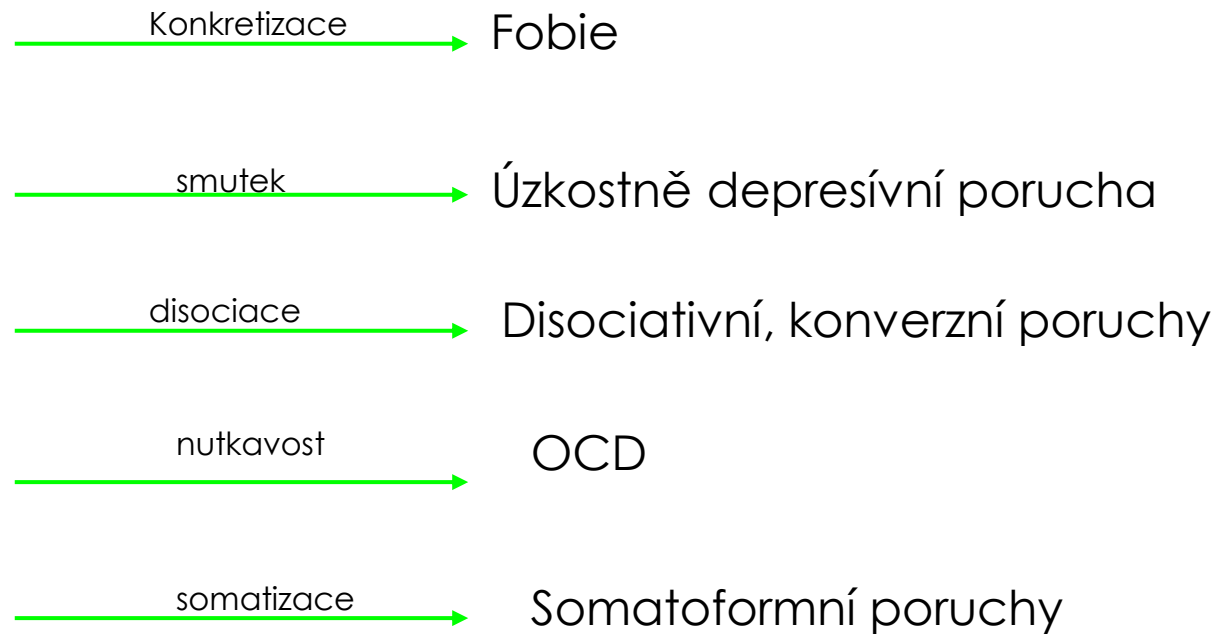 Konkretizace
Fobie
smutek
Úzkostně depresívní porucha
disociace
Disociativní, konverzní poruchy
nutkavost
OCD
somatizace
Somatoformní poruchy